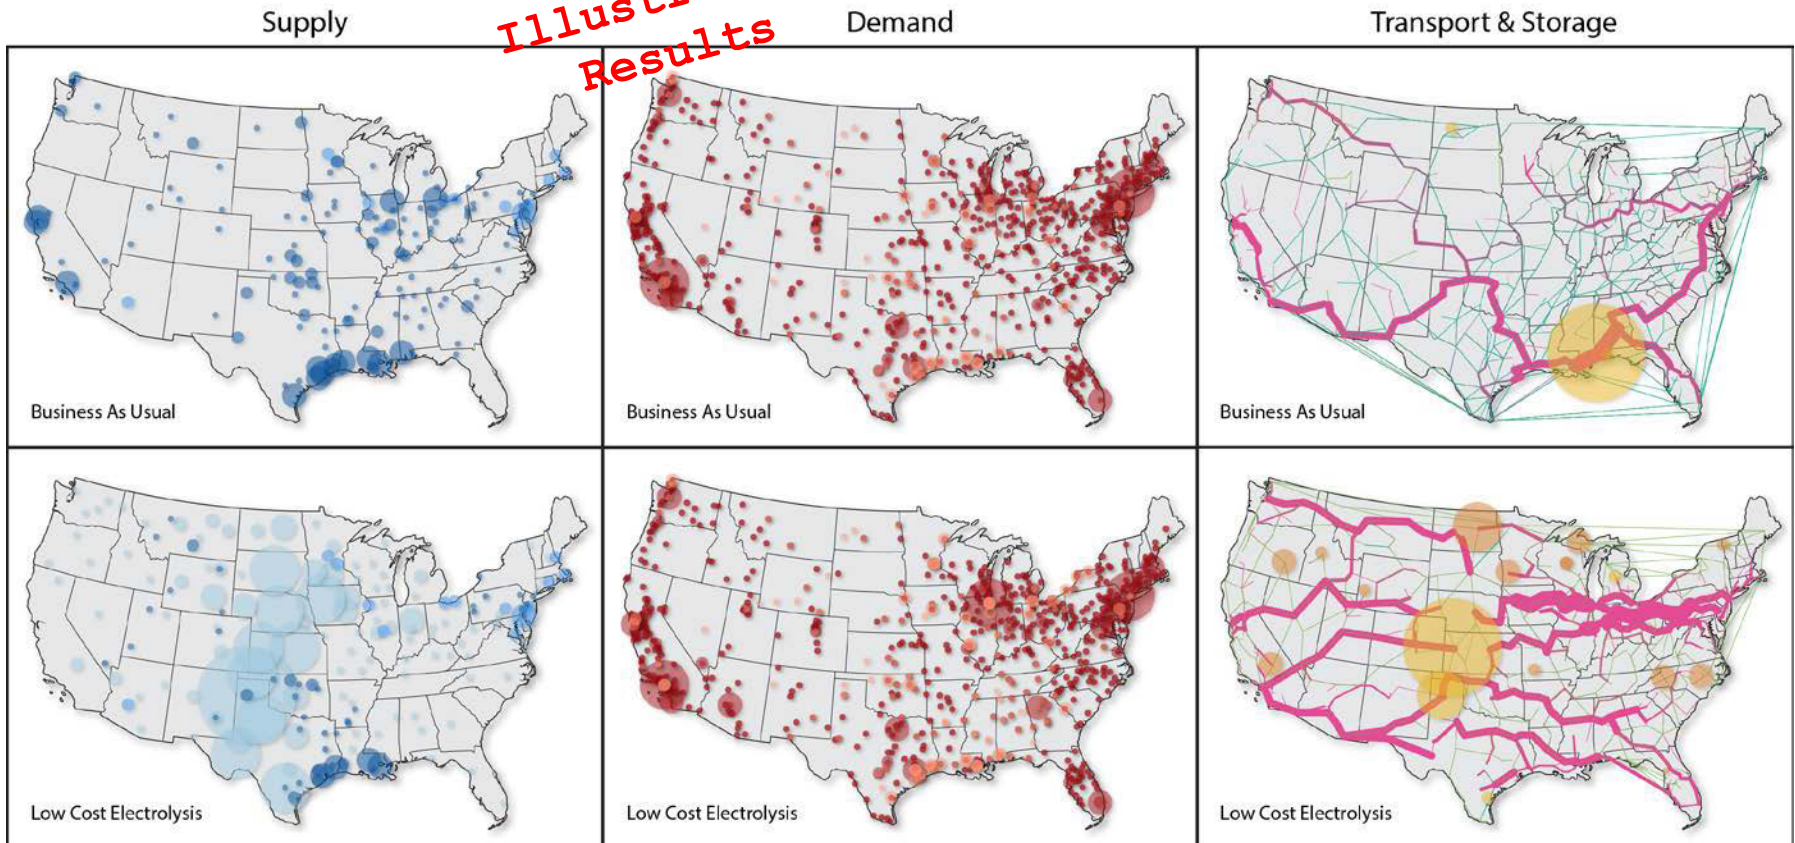 Supply
Demand
Transport & Storage
Results
Business As Usual
Business As Usual
Business As Usual
Low Cost Electrolysis
Low Cost Electrolysis
Low Cost Electrolysis